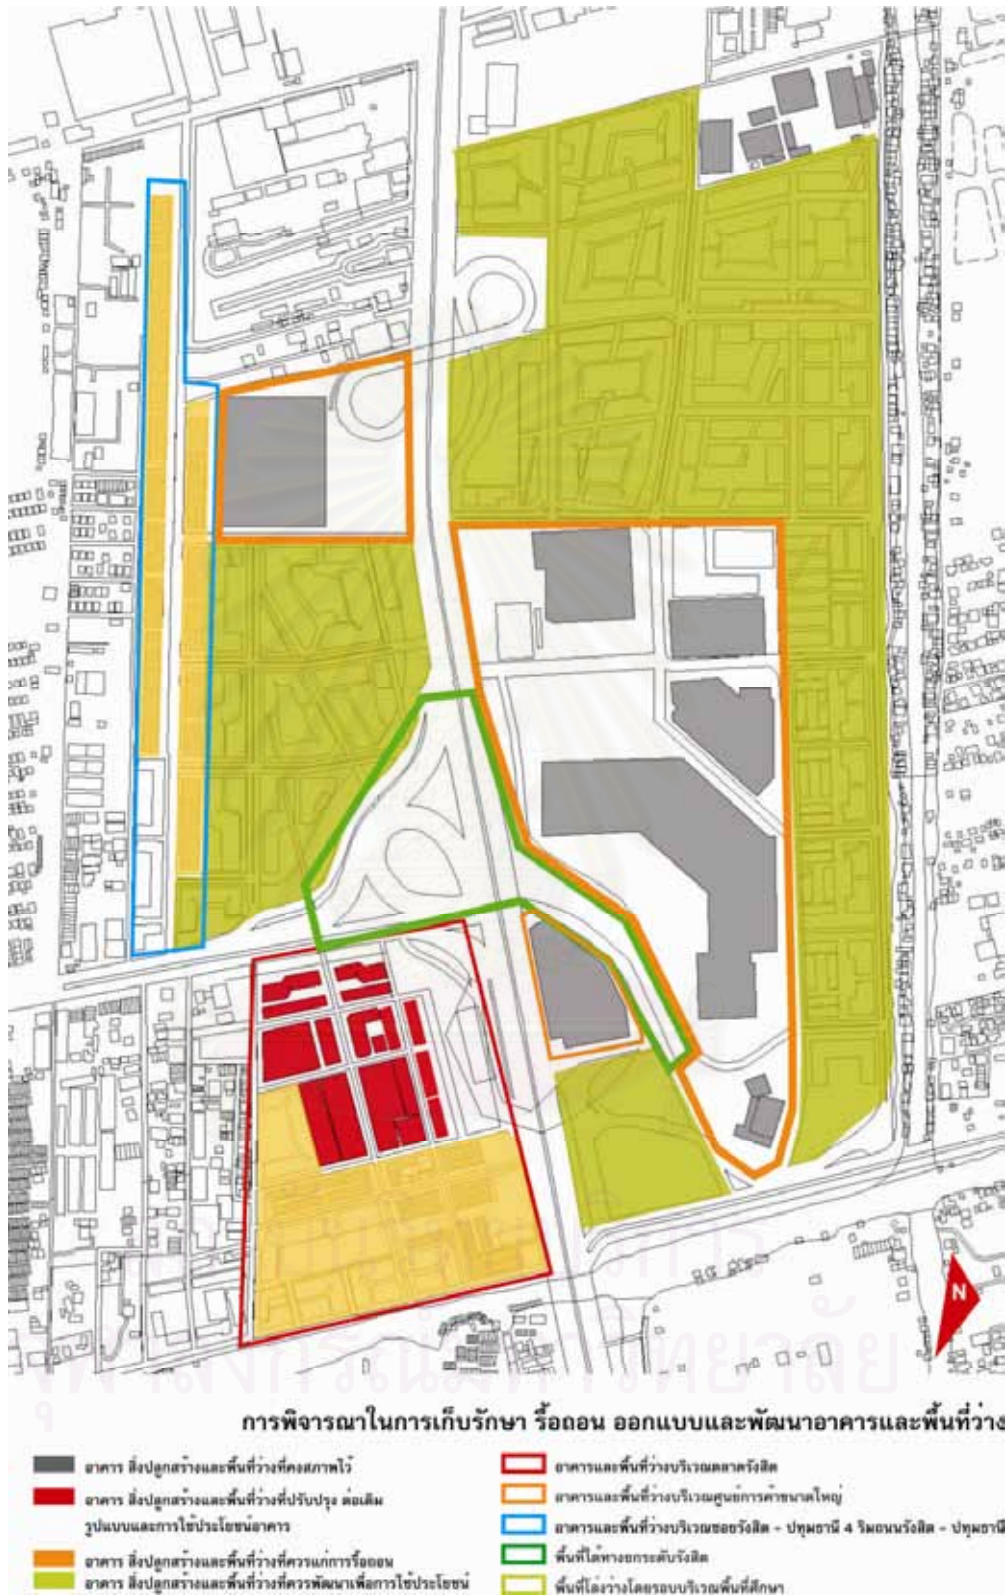 N
จุฬาลงกรณ์มหาวิทยาลัย
การพิจารณาในการเก็บรักษา รื้อถอน ออกแบบและพัฒนาอาคารและพื้นที่ว่าง
อาคาร สิ่งปลูกสร้างและพื้นที่ว่างที่คงสภาพไว้
อาคาร สิ่งปลูกสร้างและพื้นที่ว่างที่ปรับปรุง ต่อเติม
รูปแบบและการใช้ประโยชน์อาคาร
อาคาร สิ่งปลูกสร้างและพื้นที่ว่างที่ควรแก่การรื้อถอน
อาคาร สิ่งปลูกสร้างและพื้นที่ว่างที่ควรพัฒนาเพื่อการใช้ประโยชน์
อาคารและพื้นที่ว่างบริเวณตลาดรังสิต
อาคารและพื้นที่ว่างบริเวณศูนย์การค้าขนาดใหญ่
อาคารและพื้นที่ว่างบริเวณซอยรังสิต - ปทุมธานี 4 ริมถนนรังสิต - ปทุมธานี
พื้นที่ใต้ทางยกระดับรังสิต
พื้นที่โล่งว่างโดยรอบบริเวณพื้นที่ศึกษา